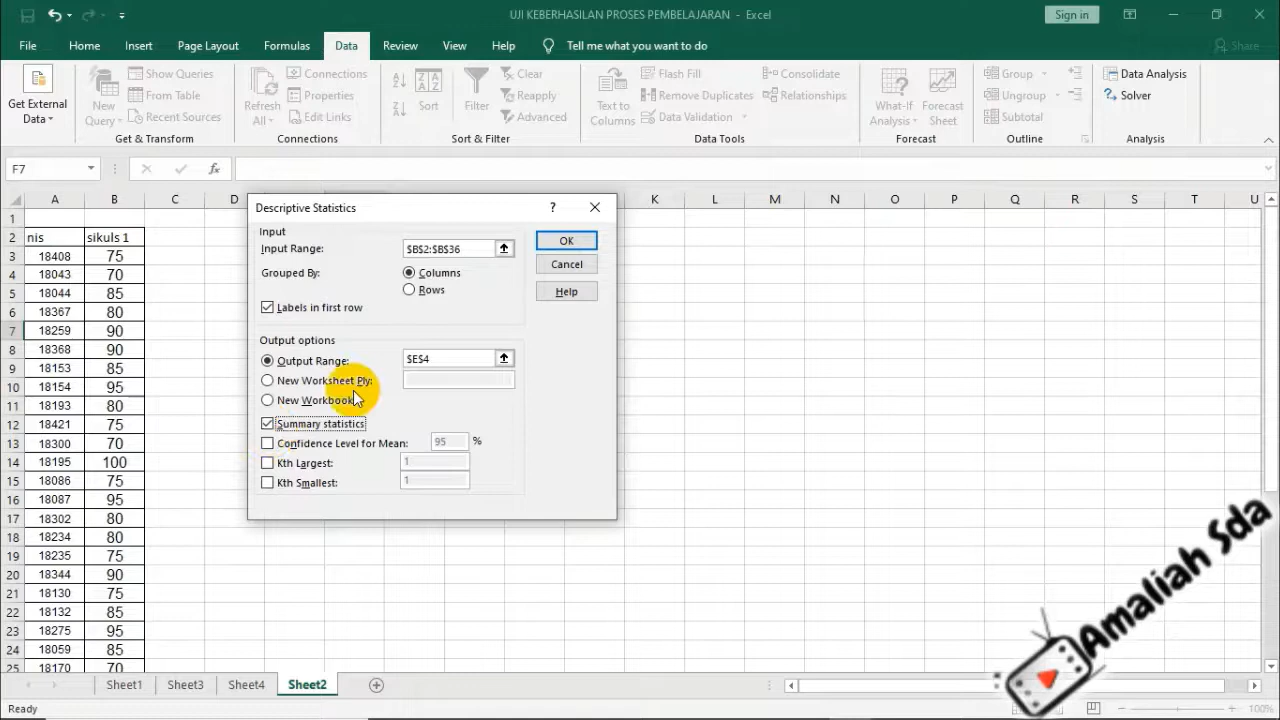 UJI KEBERHASILAN PROSES PEMBELAJARAN - Excel
Sign in
File Home Insert Page Layout Formulas Data Review View Help Tell me what you want to do Share
Get External Data
New Query
Show Queries
From Table
Recent Sources
Get & Transform
Refresh All
Connections
Properties
Edit Links
Connections
Sort
Filter
Clear
Reapply
Advanced
Sort & Filter
Text to Columns
Flash Fill
Remove Duplicates
Data Validation
Consolidate
Relationships
Data Tools
What-If Analysis
Forecast Sheet
Forecast
Group
Ungroup
Subtotal
Outline
Data Analysis
Solver
Analysis
F7 fx
A B C D K L M N O P Q R S T U
1
2 nis sikuls 1
3 18408 75
4 18043 70
5 18044 85
6 18367 80
7 18259 90
8 18368 90
9 18153 85
10 18154 95
11 18193 80
12 18421 75
13 18300 70
14 18195 100
15 18086 75
16 18087 95
17 18302 80
18 18234 80
19 18235 75
20 18344 90
21 18130 75
22 18132 85
23 18275 95
24 18059 85
25 18170 70
Descriptive Statistics ?
Input
Input Range: $B$2:$B$36
Grouped By: Columns
Rows
Labels in first row
OK
Cancel
Help
Output options
Output Range: $E$4
New Worksheet Ply:
New Workbook
Summary statistics
Confidence Level for Mean: 95 %
Kth Largest: 1
Kth Smallest: 1
Amaliah Sda
Sheet1 Sheet3 Sheet4 Sheet2
Ready
100%